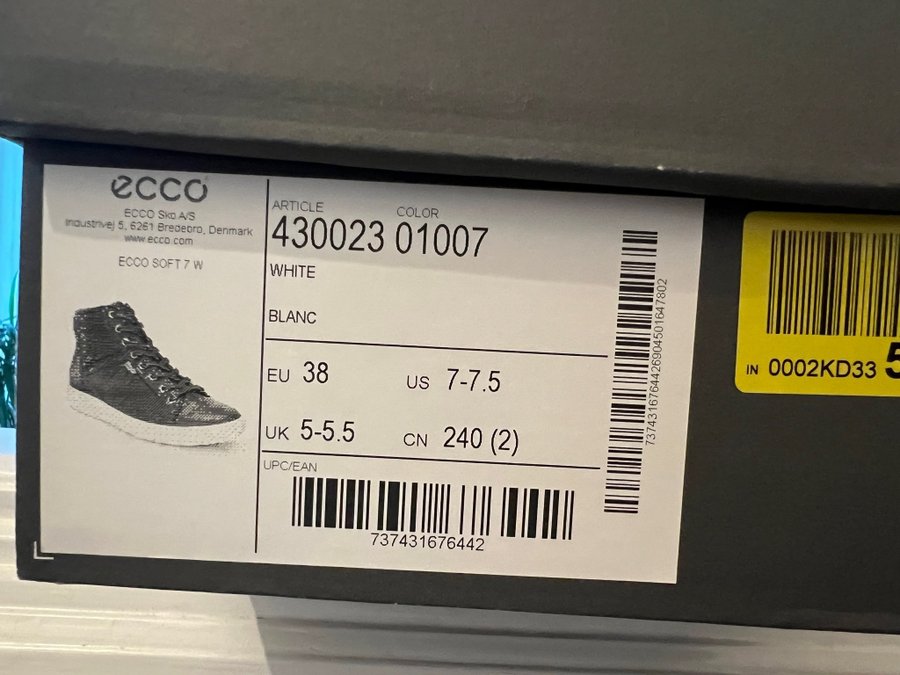 ecco
ECCO Sko A/S
Industrivej 5, 6261 Bredebro, Denmark
www.ecco.com
ECCO SOFT 7 W
ARTICLE COLOR
430023 01007
WHITE
BLANC
EU 38 US 7-7.5
UK 5-5.5 CN 240 (2)
UPC/EAN
737431676442
7374316764426904501647802
IN 0002KD33 5